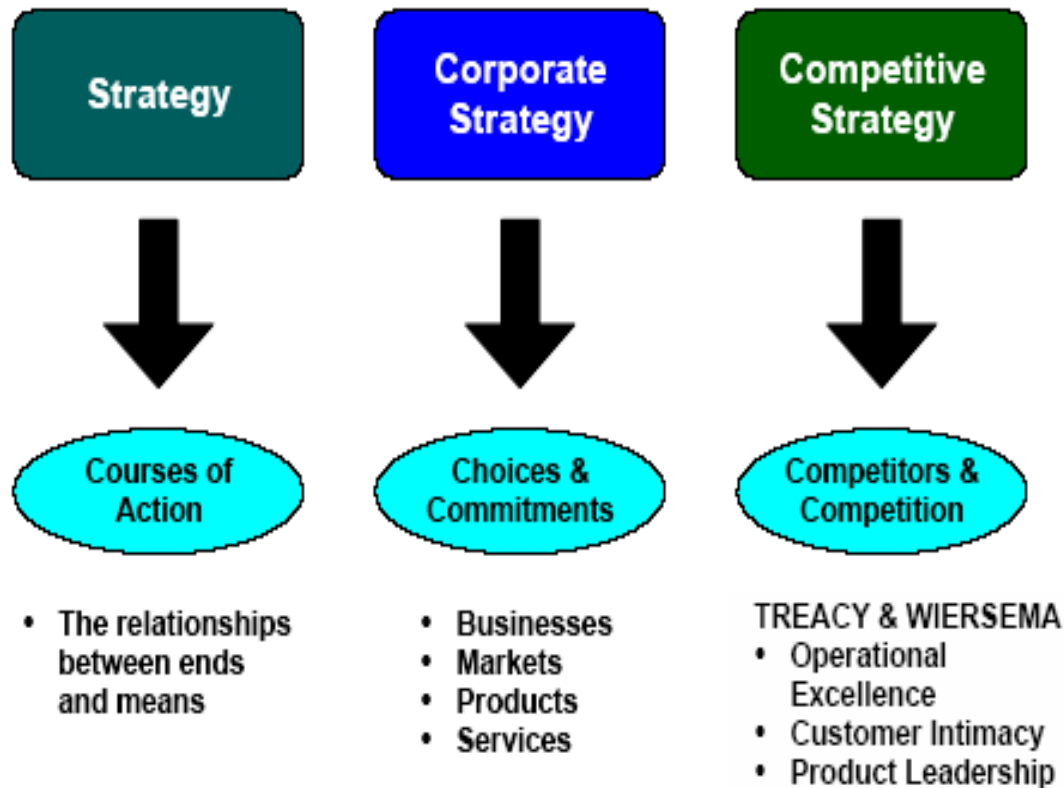 Strategy
Corporate
Strategy
Competitive
Strategy
Courses of
Action
Choices &
Commitments
Competitors &
Competition
• The relationships
between ends
and means
• Businesses
• Markets
• Products
• Services
TREACY & WIERSEMA
• Operational
Excellence
• Customer Intimacy
• Product Leadership